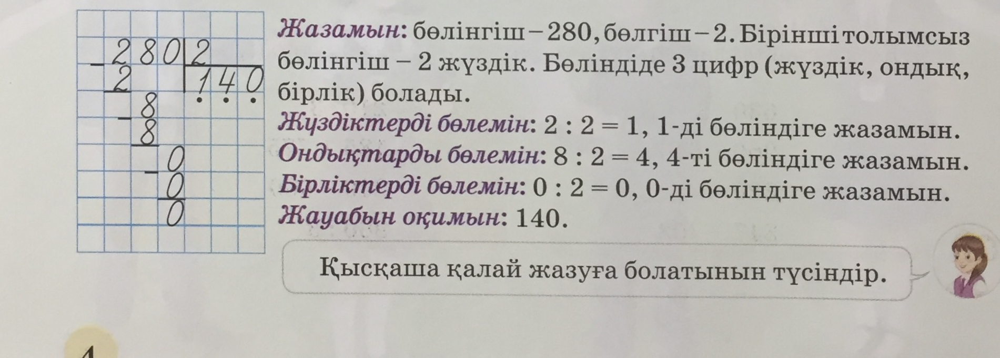 280 2
- 2 140
8
- 8
0
- 0
0
Жазамын: бөлінгіш – 280, бөлгіш – 2. Бірінші толымсыз
бөлінгіш – 2 жүздік. Бөліндіде 3 цифр (жүздік, ондық,
бірлік) болады.
Жүздіктерді бөлемін: 2 : 2 = 1, 1-ді бөліндіге жазамын.
Ондықтарды бөлемін: 8 : 2 = 4, 4-ті бөліндіге жазамын.
Бірліктерді бөлемін: 0 : 2 = 0, 0-ді бөліндіге жазамын.
Жауабын оқимын: 140.
Қысқаша қалай жазуға болатынын түсіндір.